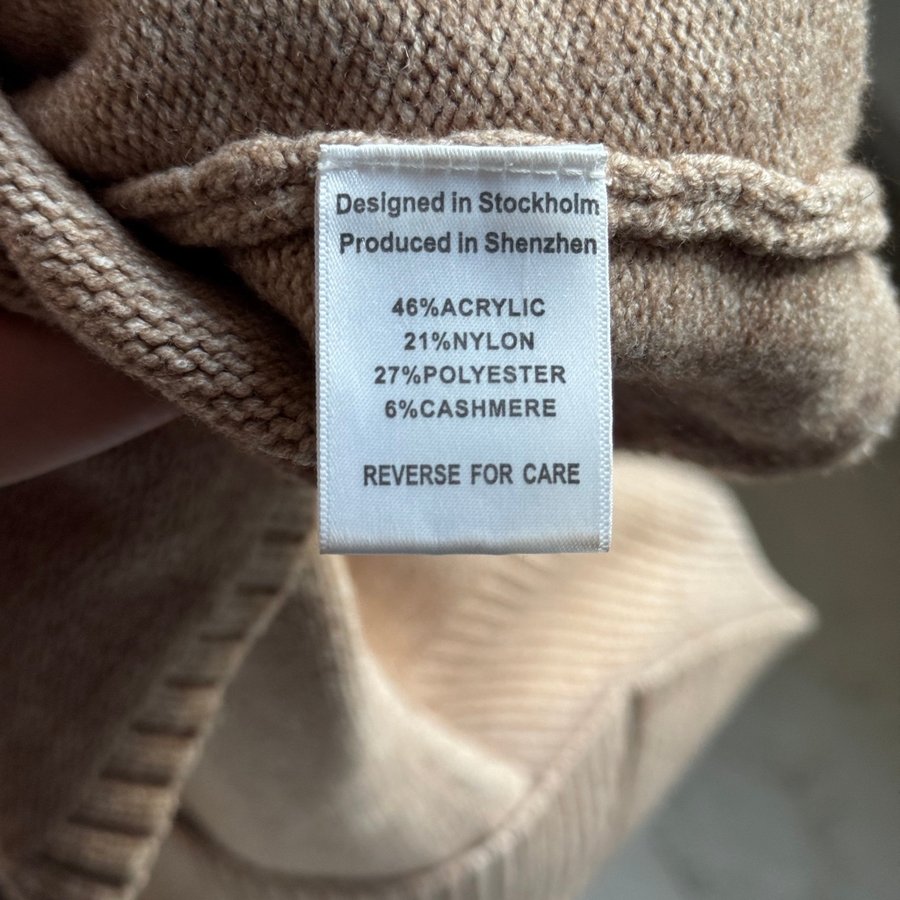 Designed in Stockholm
Produced in Shenzhen
46%ACRYLIC
21%NYLON
27%POLYESTER
6%CASHMERE
REVERSE FOR CARE